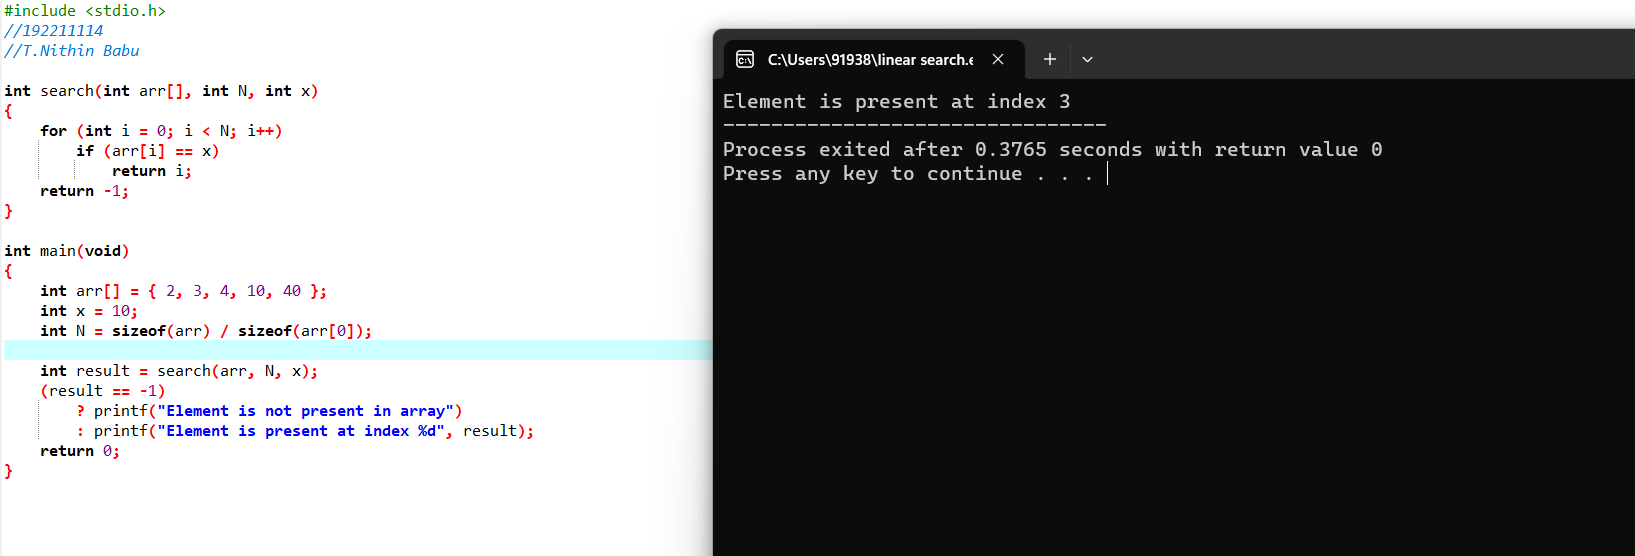 #include <stdio.h>
//192211114
//T.Nithin Babu
int search(int arr[], int N, int x)
{
for (int i = 0; i < N; i++)
if (arr[i] == x)
return i;
return -1;
}
int main(void)
{
int arr[] = { 2, 3, 4, 10, 40 };
int x = 10;
int N = sizeof(arr) / sizeof(arr[0]);
int result = search(arr, N, x);
(result == -1)
? printf("Element is not present in array")
: printf("Element is present at index %d", result);
return 0;
}
C:\Users\91938\linear search.e
Element is present at index 3
--------------------------------
Process exited after 0.3765 seconds with return value 0
Press any key to continue . . .